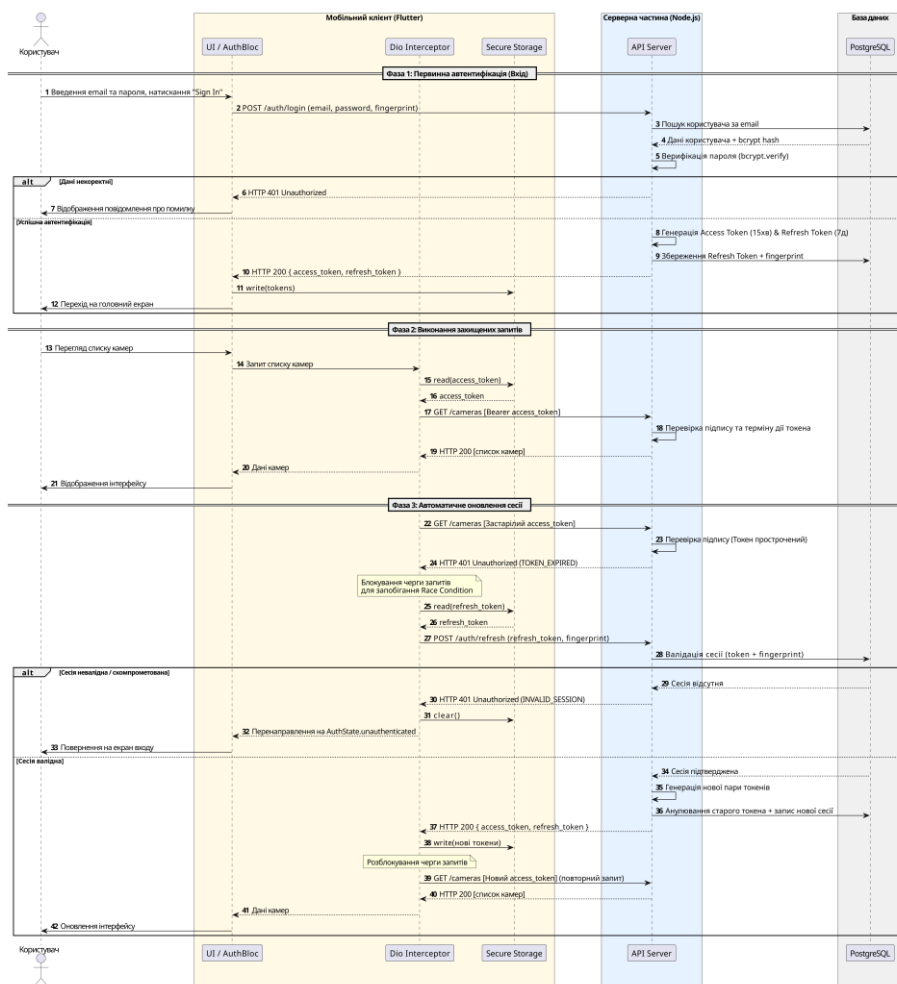 Мобільний клієнт (Flutter)
Серверна частина (Node.js)
База даних
Користувач
UI / AuthBloc
Dio Interceptor
Secure Storage
API Server
PostgreSQL
Фаза 1: Первинна автентифікація (Вхід)
1 Введення email та пароля, натискання "Sign In"
2 POST /auth/login (email, password, fingerprint)
3 Пошук користувача за email
4 Дані користувача + bcrypt hash
5 Верифікація пароля (bcrypt.verify)
alt [Дані некоректні]
6 HTTP 401 Unauthorized
7 Відображення повідомлення про помилку
[Успішна автентифікація]
8 Генерація Access Token (15хв) & Refresh Token (7д)
9 Збереження Refresh Token + fingerprint
10 HTTP 200 { access_token, refresh_token }
11 write(tokens)
12 Перехід на головний екран
Фаза 2: Виконання захищених запитів
13 Перегляд списку камер
14 Запит списку камер
15 read(access_token)
16 access_token
17 GET /cameras [Bearer access_token]
18 Перевірка підпису та терміну дії токена
19 HTTP 200 [список камер]
20 Дані камер
21 Відображення інтерфейсу
Фаза 3: Автоматичне оновлення сесії
22 GET /cameras [Застарілий access_token]
23 Перевірка підпису (Токен прострочений)
24 HTTP 401 Unauthorized (TOKEN_EXPIRED)
Блокування черги запитів
для запобігання Race Condition
25 read(refresh_token)
26 refresh_token
27 POST /auth/refresh (refresh_token, fingerprint)
28 Валідація сесії (token + fingerprint)
alt [Сесія невалідна / скомпрометована]
29 Сесія відсутня
30 HTTP 401 Unauthorized (INVALID_SESSION)
31 clear()
32 Перенаправлення на AuthState.unauthenticated
33 Повернення на екран входу
[Сесія валідна]
34 Сесія підтверджена
35 Генерація нової пари токенів
36 Анулювання старого токена + запис нової сесії
37 HTTP 200 { access_token, refresh_token }
38 write(нові токени)
Розблокування черги запитів
39 GET /cameras [Новий access_token] (повторний запит)
40 HTTP 200 [список камер]
41 Дані камер
42 Оновлення інтерфейсу
Користувач
UI / AuthBloc
Dio Interceptor
Secure Storage
API Server
PostgreSQL